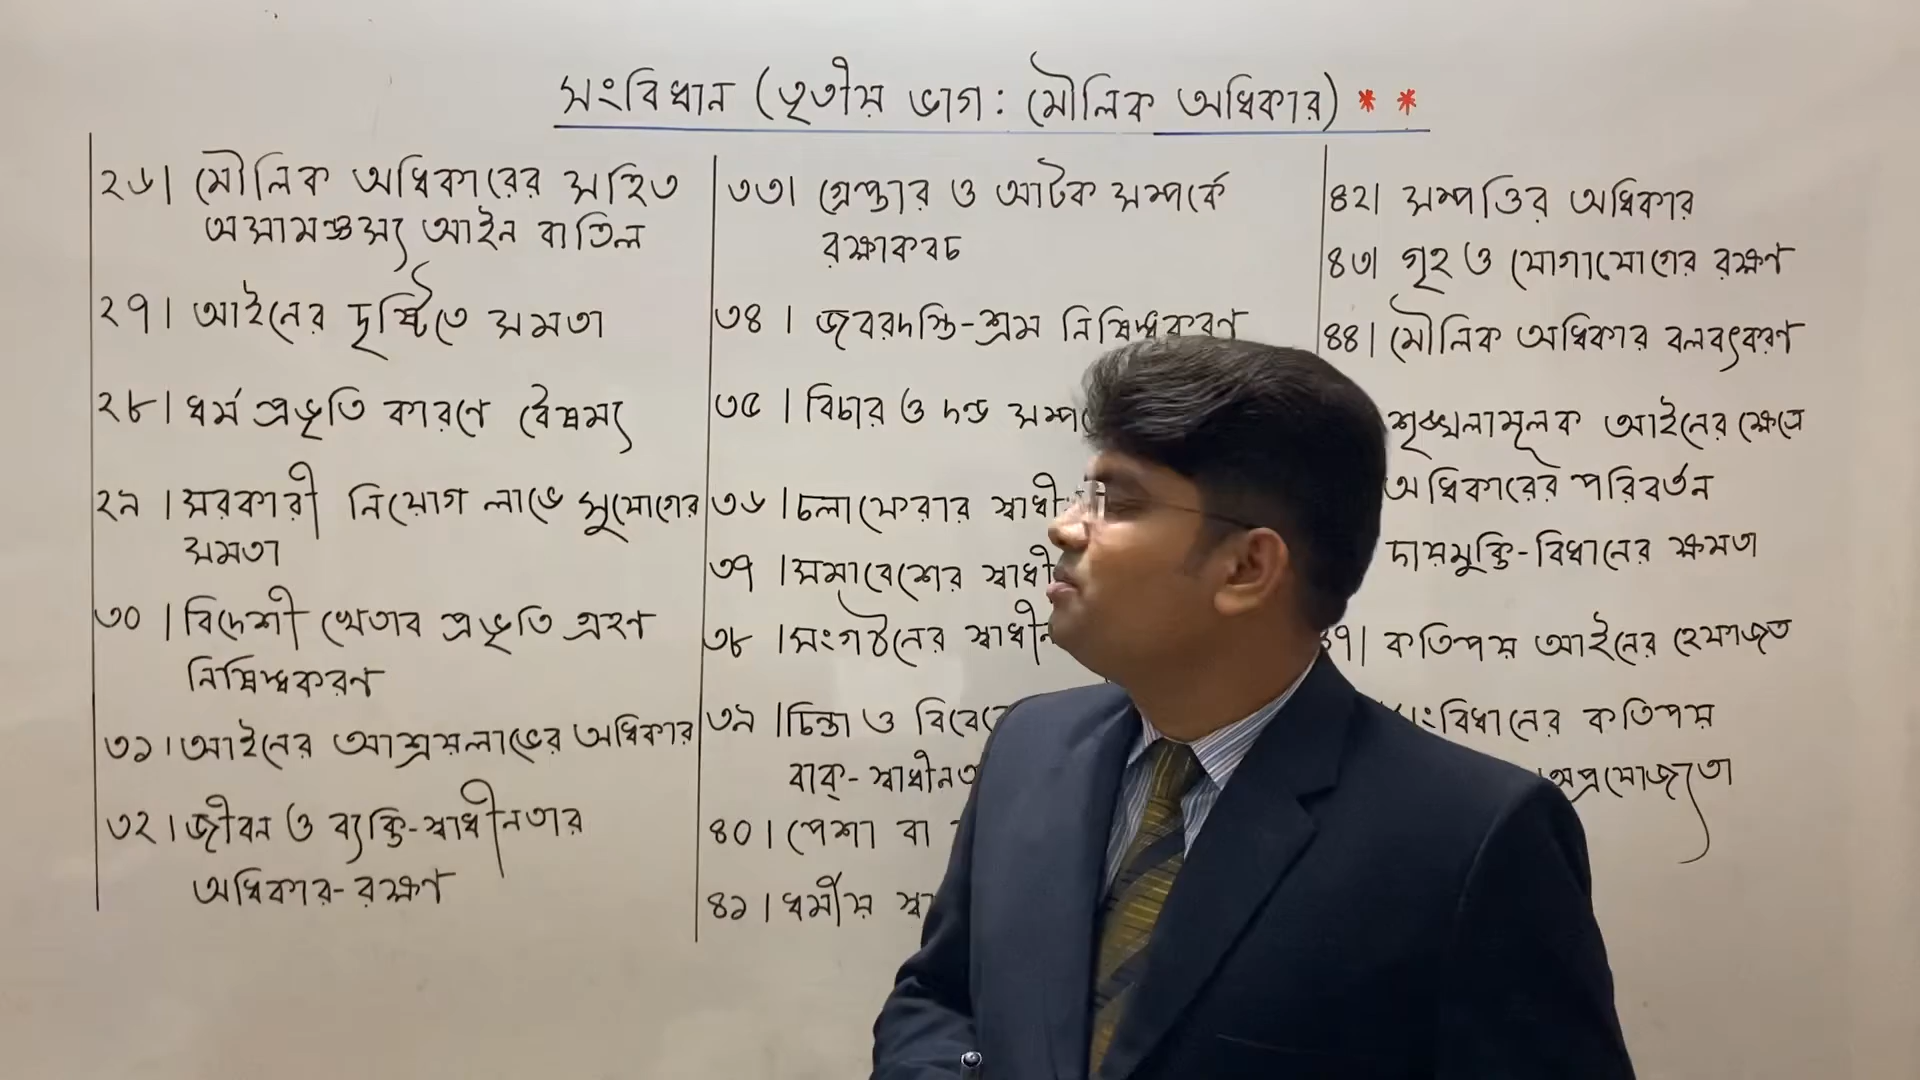 সংবিধান (তৃতীয় ভাগ: মৌলিক অধিকার) * *
২৬। মৌলিক অধিকারের সহিত
অসামঞ্জস্য আইন বাতিল
২৭। আইনের দৃষ্টিতে সমতা
২৮। ধর্ম প্রভৃতি কারণে বৈষম্য
২৯। সরকারী নিয়োগ লাভে সুযোগের
সমতা
৩০। বিদেশী খেতাব প্রভৃতি গ্রহণ
নিষিদ্ধকরণ
৩১। আইনের আশ্রয়লাভের অধিকার
৩২। জীবন ও ব্যক্তি-স্বাধীনতার
অধিকার-রক্ষণ
৩৩। গ্রেপ্তার ও আটক সম্পর্কে
রক্ষাকবচ
৩৪। জবরদস্তি-শ্রম নিষিদ্ধকরণ
৩৫। বিচার ও দন্ড
৩৬। চলাফেরার
৩৭। সমাবেশের
৩৮। সংগঠনের
৩৯। চিন্তা ও
বাক্-
৪০। পেশা বা
৪১। ধর্মীয়
৪২। সম্পত্তির অধিকার
৪৩। গৃহ ও যোগাযোগের রক্ষণ
৪৪। মৌলিক অধিকার বলবৎকরণ
শৃঙ্খলামূলক আইনের ক্ষেত্রে
অধিকারের পরিবর্তন
দায়মুক্তি-বিধানের ক্ষমতা
৪৭। কতিপয় আইনের হেফাজত
কতিপয়
অপ্রযোজ্যতা